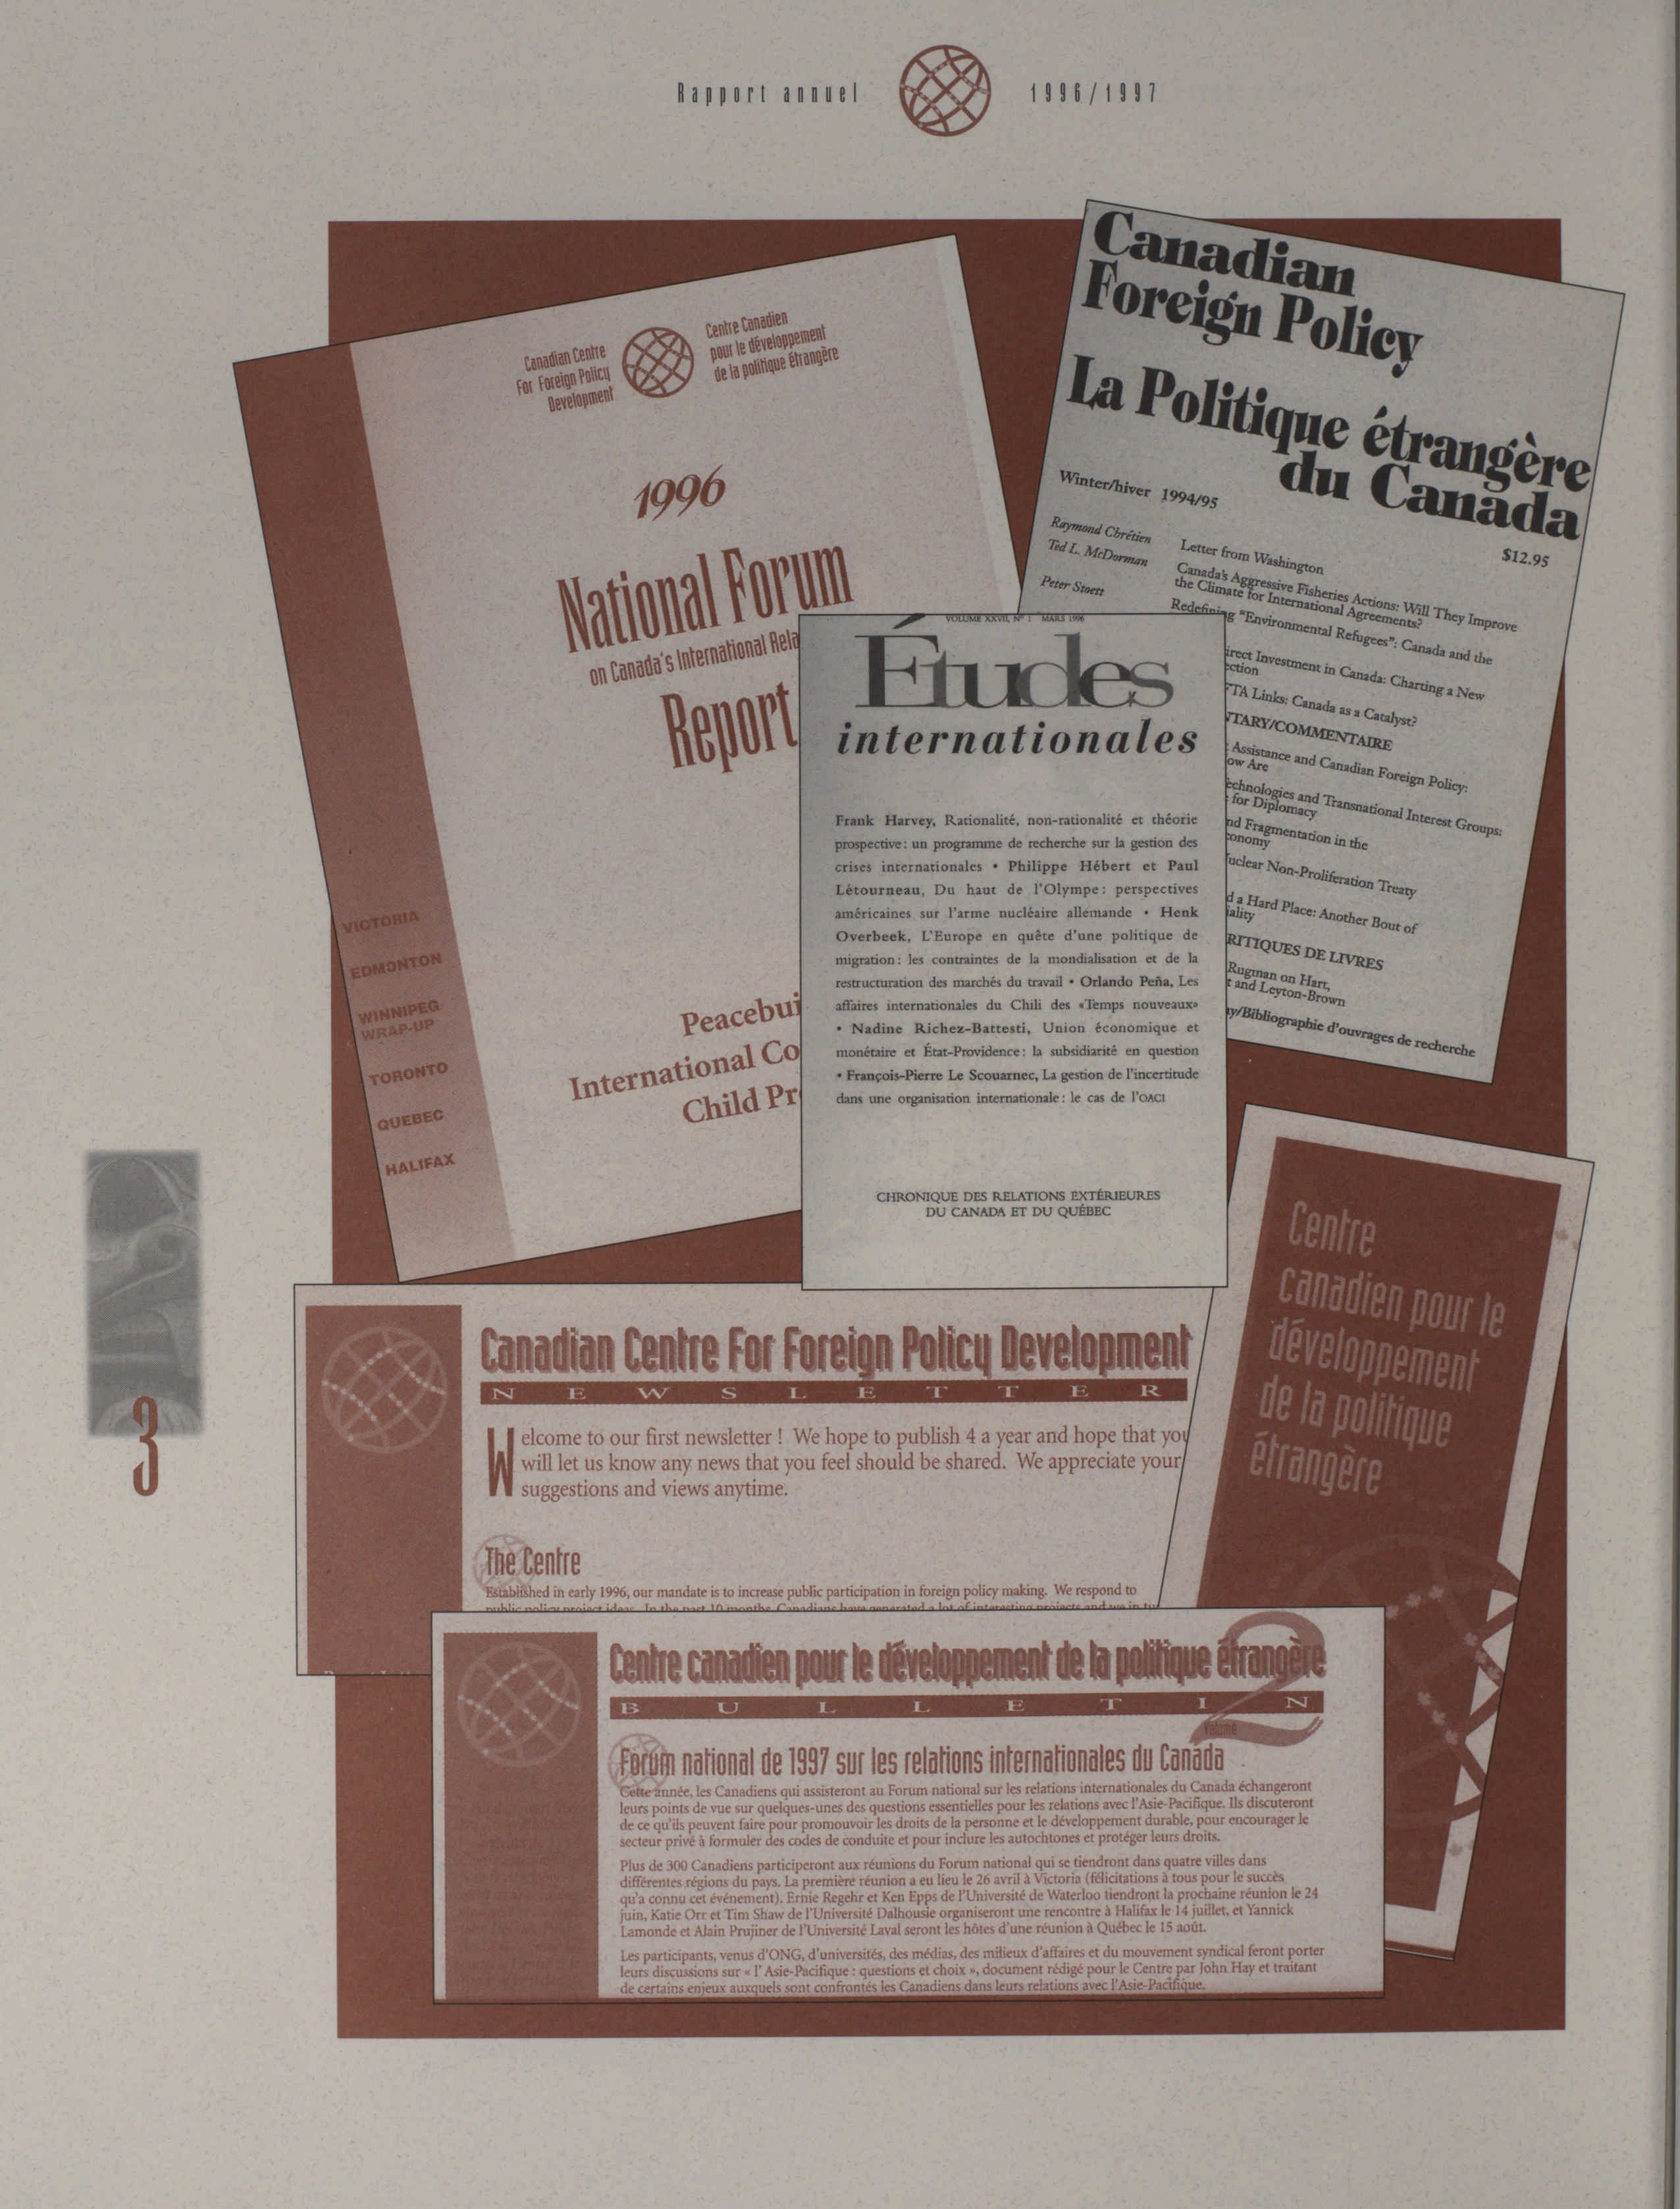 Rapport annuel 1996/1997
Canadian Centre
For Foreign Policy
Development
Centre Canadien
pour le développement
de la politique étrangère
1996
National Forum
on Canada's International Rela
Report
VICTORIA
EDMONTON
WINNIPEG
WRAP-UP
TORONTO
QUEBEC
HALIFAX
Peacebui
International Co
Child Pr
Canadian
Foreign Policy
La Politique étrangère
du Canada
Winter/hiver 1994/95
$12.95
Raymond Chrétien
Letter from Washington
Ted L. McDorman
Canada's Aggressive Fisheries Actions: Will They Improve
the Climate for International Agreements?
Peter Stoett
Redefining "Environmental Refugees": Canada and the
irect Investment in Canada: Charting a New
ction
FTA Links: Canada as a Catalyst?
TARY/COMMENTAIRE
Assistance and Canadian Foreign Policy:
ow Are
echnologies and Transnational Interest Groups:
for Diplomacy
nd Fragmentation in the
onomy
uclear Non-Proliferation Treaty
d a Hard Place: Another Bout of
iality
RITIQUES DE LIVRES
Rugman on Hart,
t and Leyton-Brown
y/Bibliographie d'ouvrages de recherche
VOLUME XXVII, Nº 1 MARS 1996
Études
internationales
Frank Harvey, Rationalité, non-rationalité et théorie
prospective: un programme de recherche sur la gestion des
crises internationales • Philippe Hébert et Paul
Létourneau, Du haut de l'Olympe: perspectives
américaines sur l'arme nucléaire allemande • Henk
Overbeek, L'Europe en quête d'une politique de
migration: les contraintes de la mondialisation et de la
restructuration des marchés du travail • Orlando Peña, Les
affaires internationales du Chili des «Temps nouveaux»
• Nadine Richez-Battesti, Union économique et
monétaire et État-Providence: la subsidiarité en question
• François-Pierre Le Scouarnec, La gestion de l'incertitude
dans une organisation internationale: le cas de l'OACI
CHRONIQUE DES RELATIONS EXTÉRIEURES
DU CANADA ET DU QUÉBEC
Centre
canadien pour le
développement
de la politique
étrangère
3
Canadian Centre For Foreign Policy Development
NEWSLETTER
Welcome to our first newsletter ! We hope to publish 4 a year and hope that you
will let us know any news that you feel should be shared. We appreciate your
suggestions and views anytime.
The Centre
Established in early 1996, our mandate is to increase public participation in foreign policy making. We respond to
public policy project ideas. In the past 10 months, Canadians have generated a lot of interesting projects and we in tu
Centre canadien pour le développement de la politique étrangère
BULLETIN
Volume 2
Forum national de 1997 sur les relations internationales du Canada
Cette année, les Canadiens qui assisteront au Forum national sur les relations internationales du Canada échangeront
leurs points de vue sur quelques-unes des questions essentielles pour les relations avec l'Asie-Pacifique. Ils discuteront
de ce qu'ils peuvent faire pour promouvoir les droits de la personne et le développement durable, pour encourager le
secteur privé à formuler des codes de conduite et pour inclure les autochtones et protéger leurs droits.
Plus de 300 Canadiens participeront aux réunions du Forum national qui se tiendront dans quatre villes dans
différentes régions du pays. La première réunion a eu lieu le 26 avril à Victoria (félicitations à tous pour le succès
qu'a connu cet événement). Ernie Regehr et Ken Epps de l'Université de Waterloo tiendront la prochaine réunion le 24
juin, Katie Orr et Tim Shaw de l'Université Dalhousie organiseront une rencontre à Halifax le 14 juillet, et Yannick
Lamonde et Alain Prujiner de l'Université Laval seront les hôtes d'une réunion à Québec le 15 août.
Les participants, venus d'ONG, d'universités, des médias, des milieux d'affaires et du mouvement syndical feront porter
leurs discussions sur « l' Asie-Pacifique : questions et choix », document rédigé pour le Centre par John Hay et traitant
de certains enjeux auxquels sont confrontés les Canadiens dans leurs relations avec l'Asie-Pacifique.